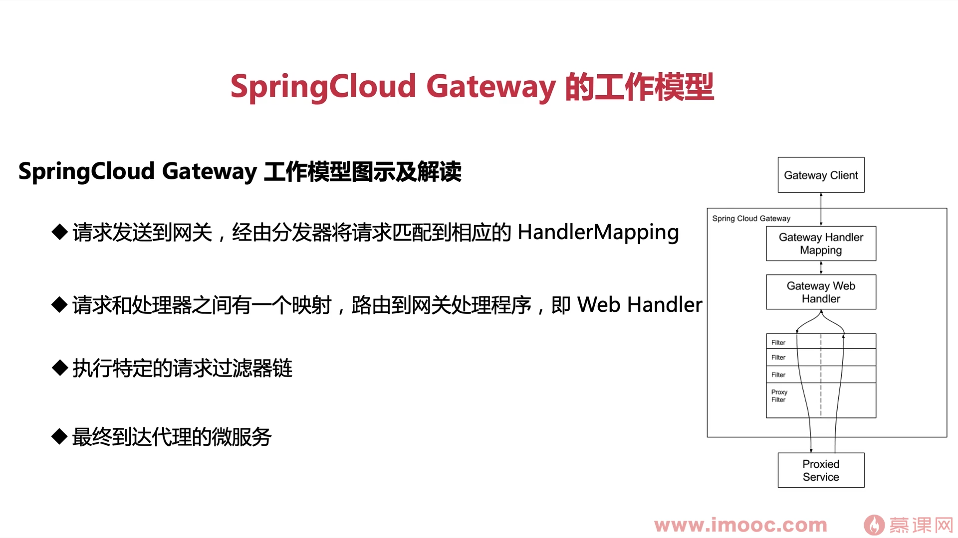 SpringCloud Gateway 的工作模型
SpringCloud Gateway 工作模型图示及解读
◆请求发送到网关，经由分发器将请求匹配到相应的 HandlerMapping
◆请求和处理器之间有一个映射，路由到网关处理程序，即 Web Handler
◆执行特定的请求过滤器链
◆最终到达代理的微服务
Gateway Client
Spring Cloud Gateway
Gateway Handler
Mapping
Gateway Web
Handler
Filter
Filter
Filter
Proxy
Filter
Proxied
Service
www.imooc.com 慕课网